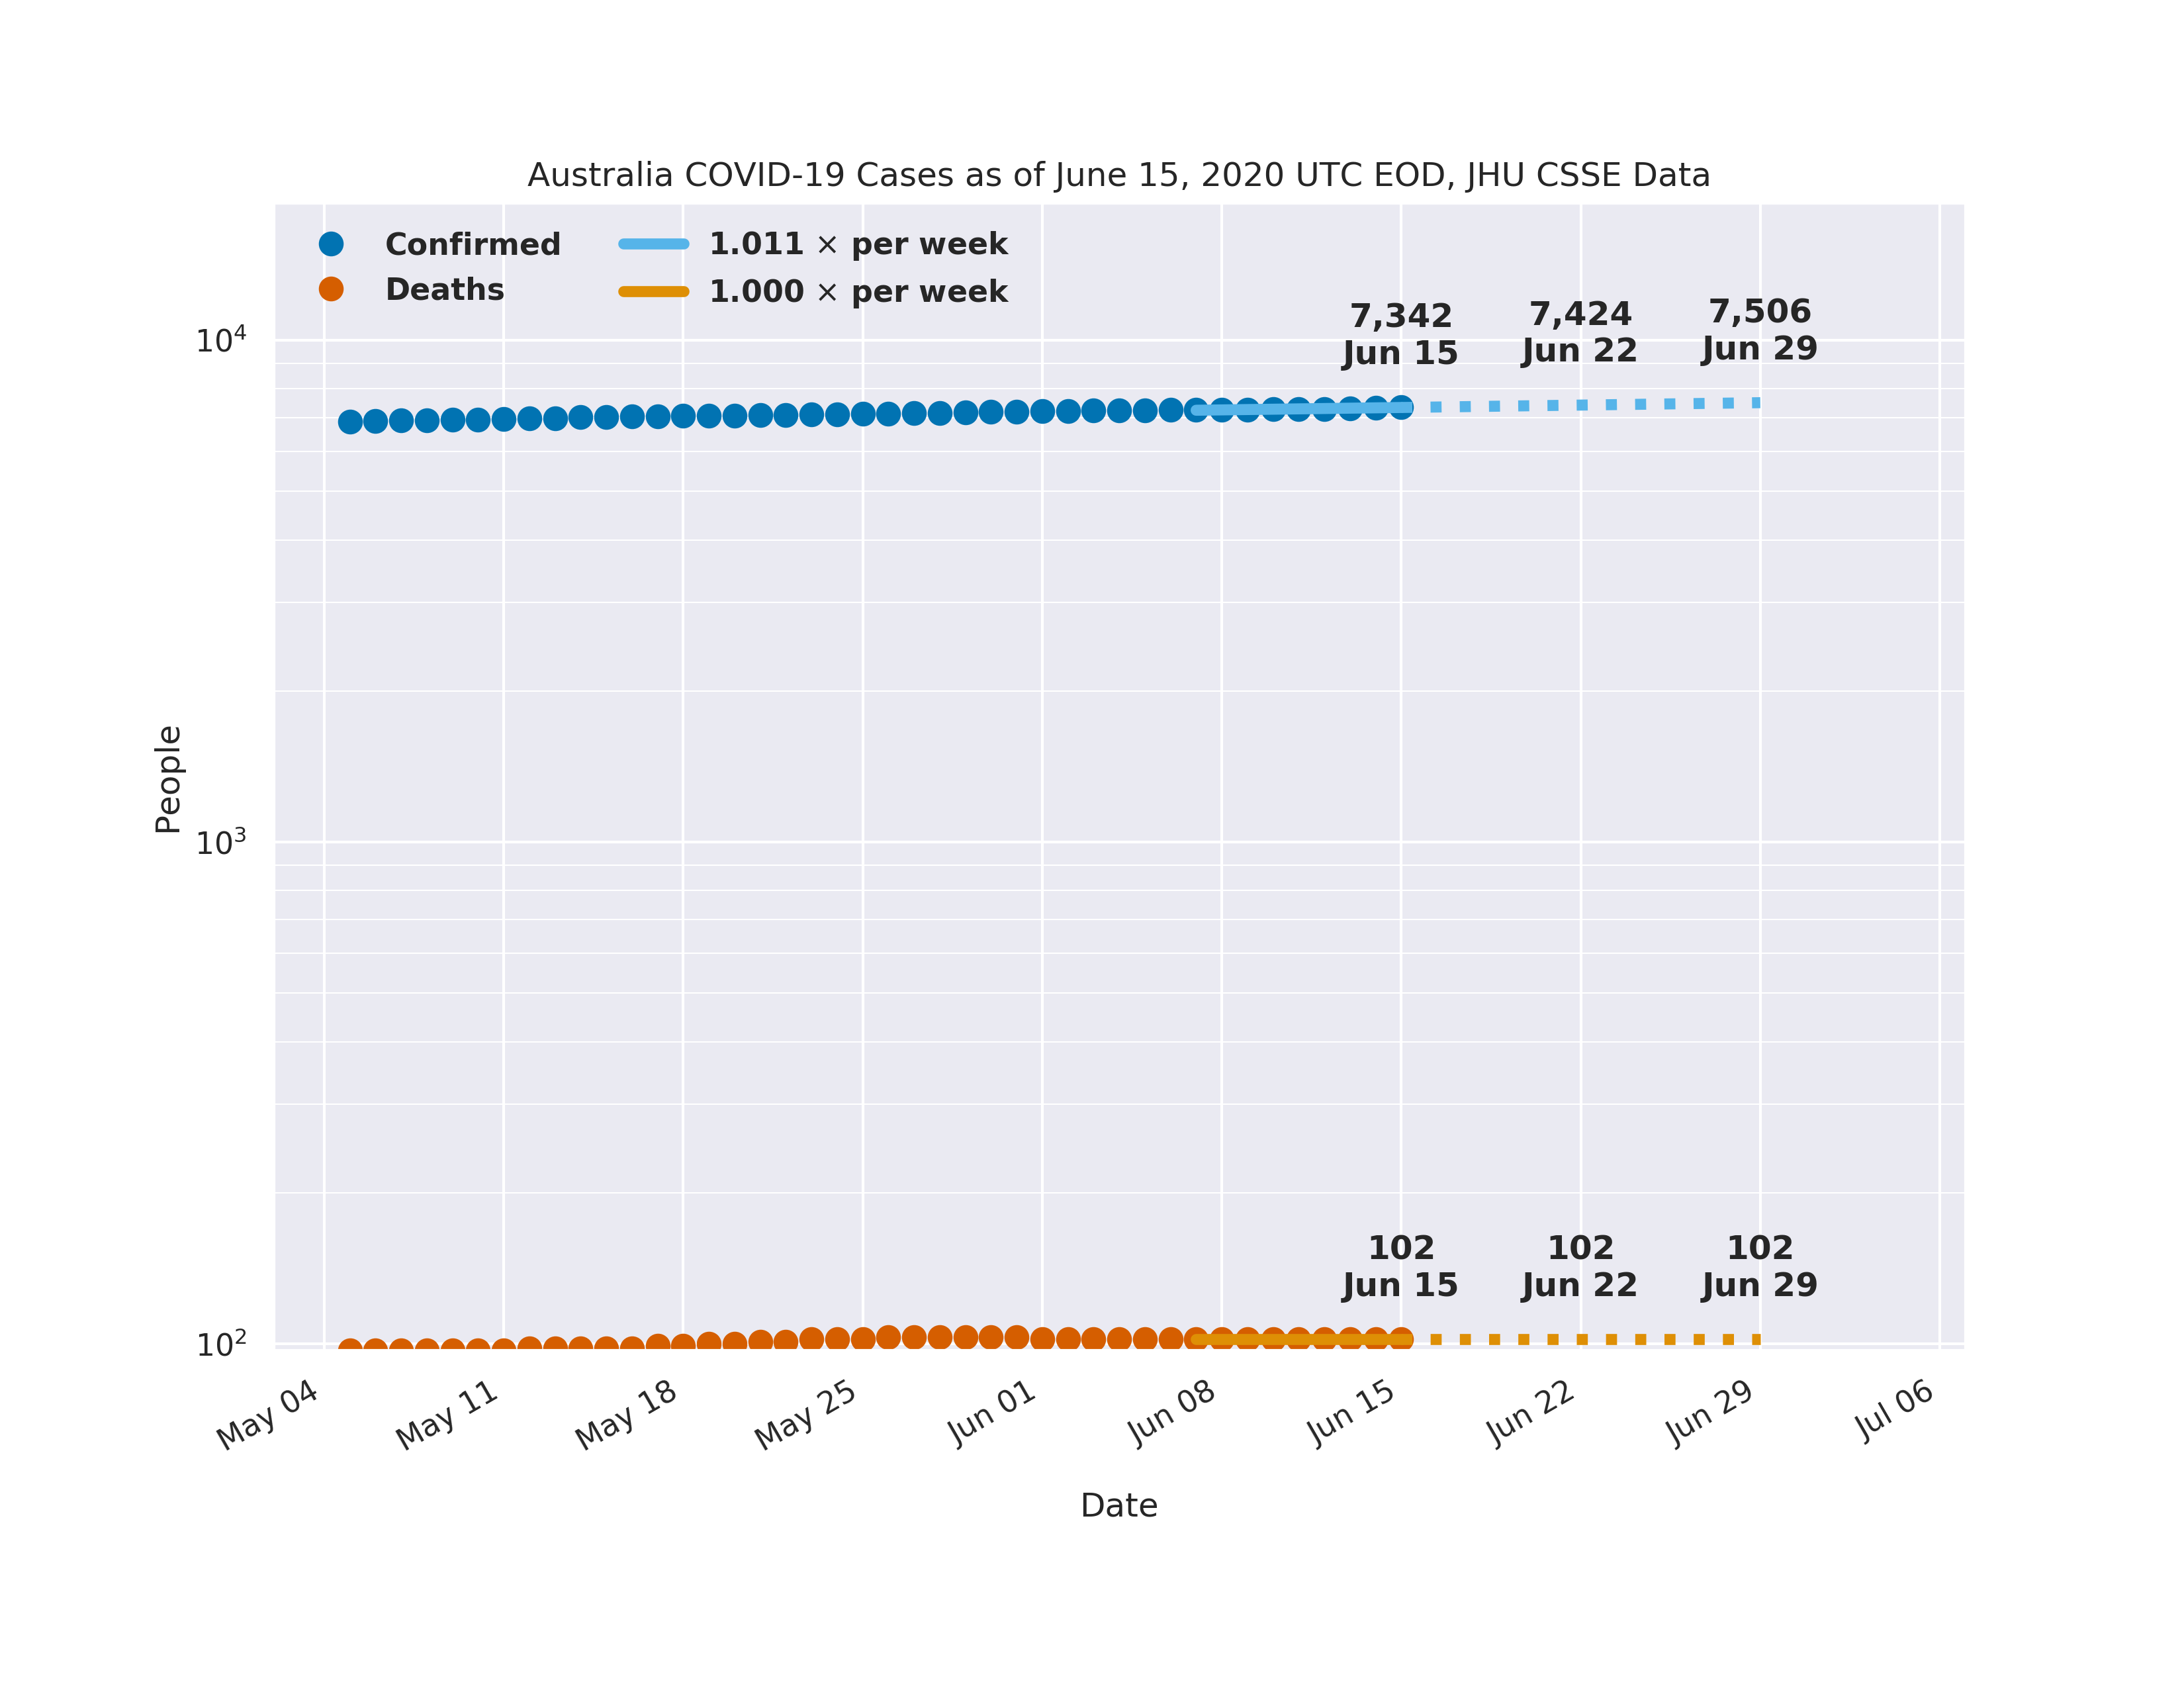 Australia COVID-19 Cases as of June 15, 2020 UTC EOD, JHU CSSE Data
Confirmed
Deaths
1.011 × per week
1.000 × per week
7,342
Jun 15
7,424
Jun 22
7,506
Jun 29
10⁴
10³
10²
People
102
Jun 15
102
Jun 22
102
Jun 29
May 04
May 11
May 18
May 25
Jun 01
Jun 08
Jun 15
Jun 22
Jun 29
Jul 06
Date